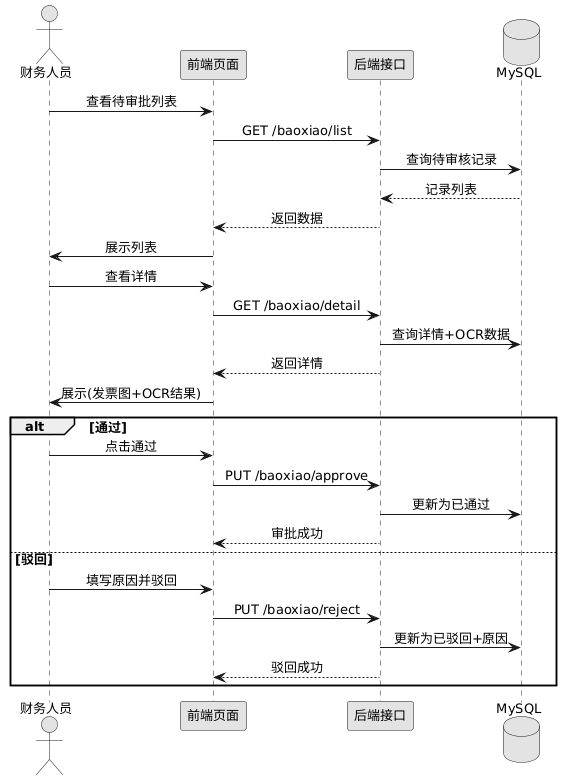 财务人员
前端页面
后端接口
MySQL
查看待审批列表
GET /baoxiao/list
查询待审核记录
记录列表
返回数据
展示列表
查看详情
GET /baoxiao/detail
查询详情+OCR数据
返回详情
展示(发票图+OCR结果)
alt [通过]
点击通过
PUT /baoxiao/approve
更新为已通过
审批成功
[驳回]
填写原因并驳回
PUT /baoxiao/reject
更新为已驳回+原因
驳回成功
财务人员
前端页面
后端接口
MySQL